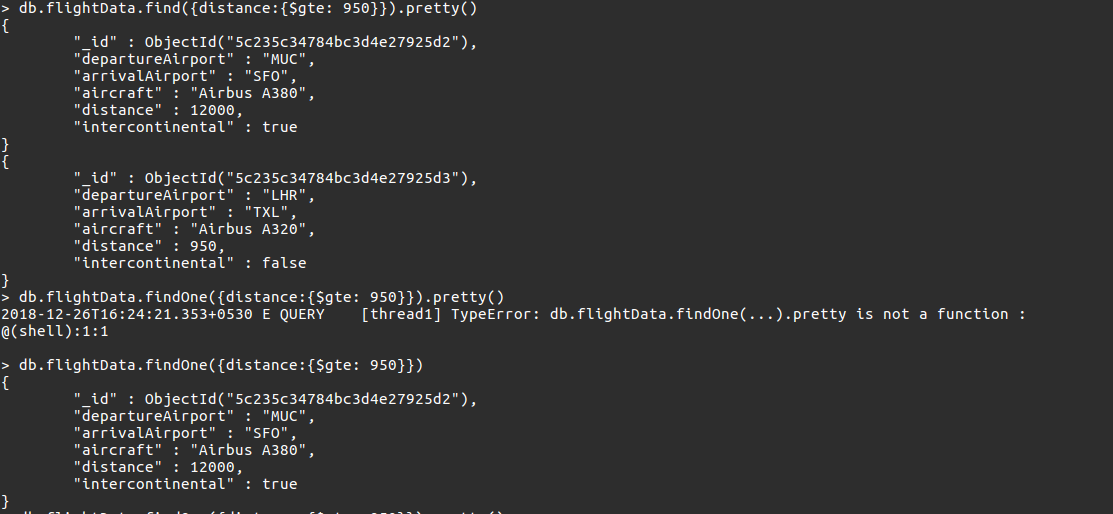 > db.flightData.find({distance:{$gte: 950}}).pretty()
{
        "_id" : ObjectId("5c235c34784bc3d4e27925d2"),
        "departureAirport" : "MUC",
        "arrivalAirport" : "SFO",
        "aircraft" : "Airbus A380",
        "distance" : 12000,
        "intercontinental" : true
}
{
        "_id" : ObjectId("5c235c34784bc3d4e27925d3"),
        "departureAirport" : "LHR",
        "arrivalAirport" : "TXL",
        "aircraft" : "Airbus A320",
        "distance" : 950,
        "intercontinental" : false
}
> db.flightData.findOne({distance:{$gte: 950}}).pretty()
2018-12-26T16:24:21.353+0530 E QUERY    [thread1] TypeError: db.flightData.findOne(...).pretty is not a function :
@(shell):1:1
> db.flightData.findOne({distance:{$gte: 950}})
{
        "_id" : ObjectId("5c235c34784bc3d4e27925d2"),
        "departureAirport" : "MUC",
        "arrivalAirport" : "SFO",
        "aircraft" : "Airbus A380",
        "distance" : 12000,
        "intercontinental" : true
}